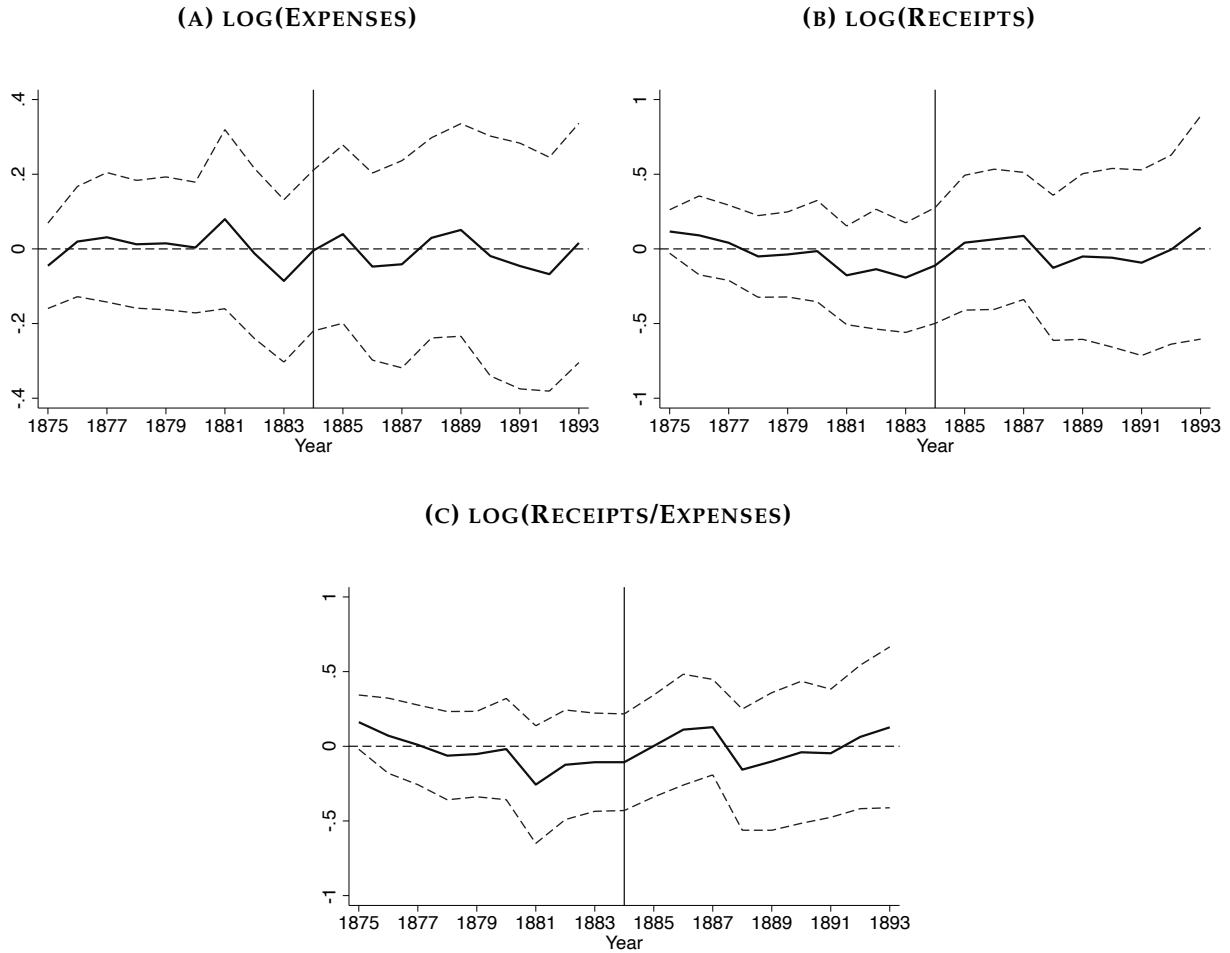 (A) LOG(EXPENSES)
.4
.2
0
-.2
-.4
1875 1877 1879 1881 1883 1885 1887 1889 1891 1893
Year
(B) LOG(RECEIPTS)
1
.5
0
-.5
-1
1875 1877 1879 1881 1883 1885 1887 1889 1891 1893
Year
(C) LOG(RECEIPTS/EXPENSES)
1
.5
0
-.5
-1
1875 1877 1879 1881 1883 1885 1887 1889 1891 1893
Year